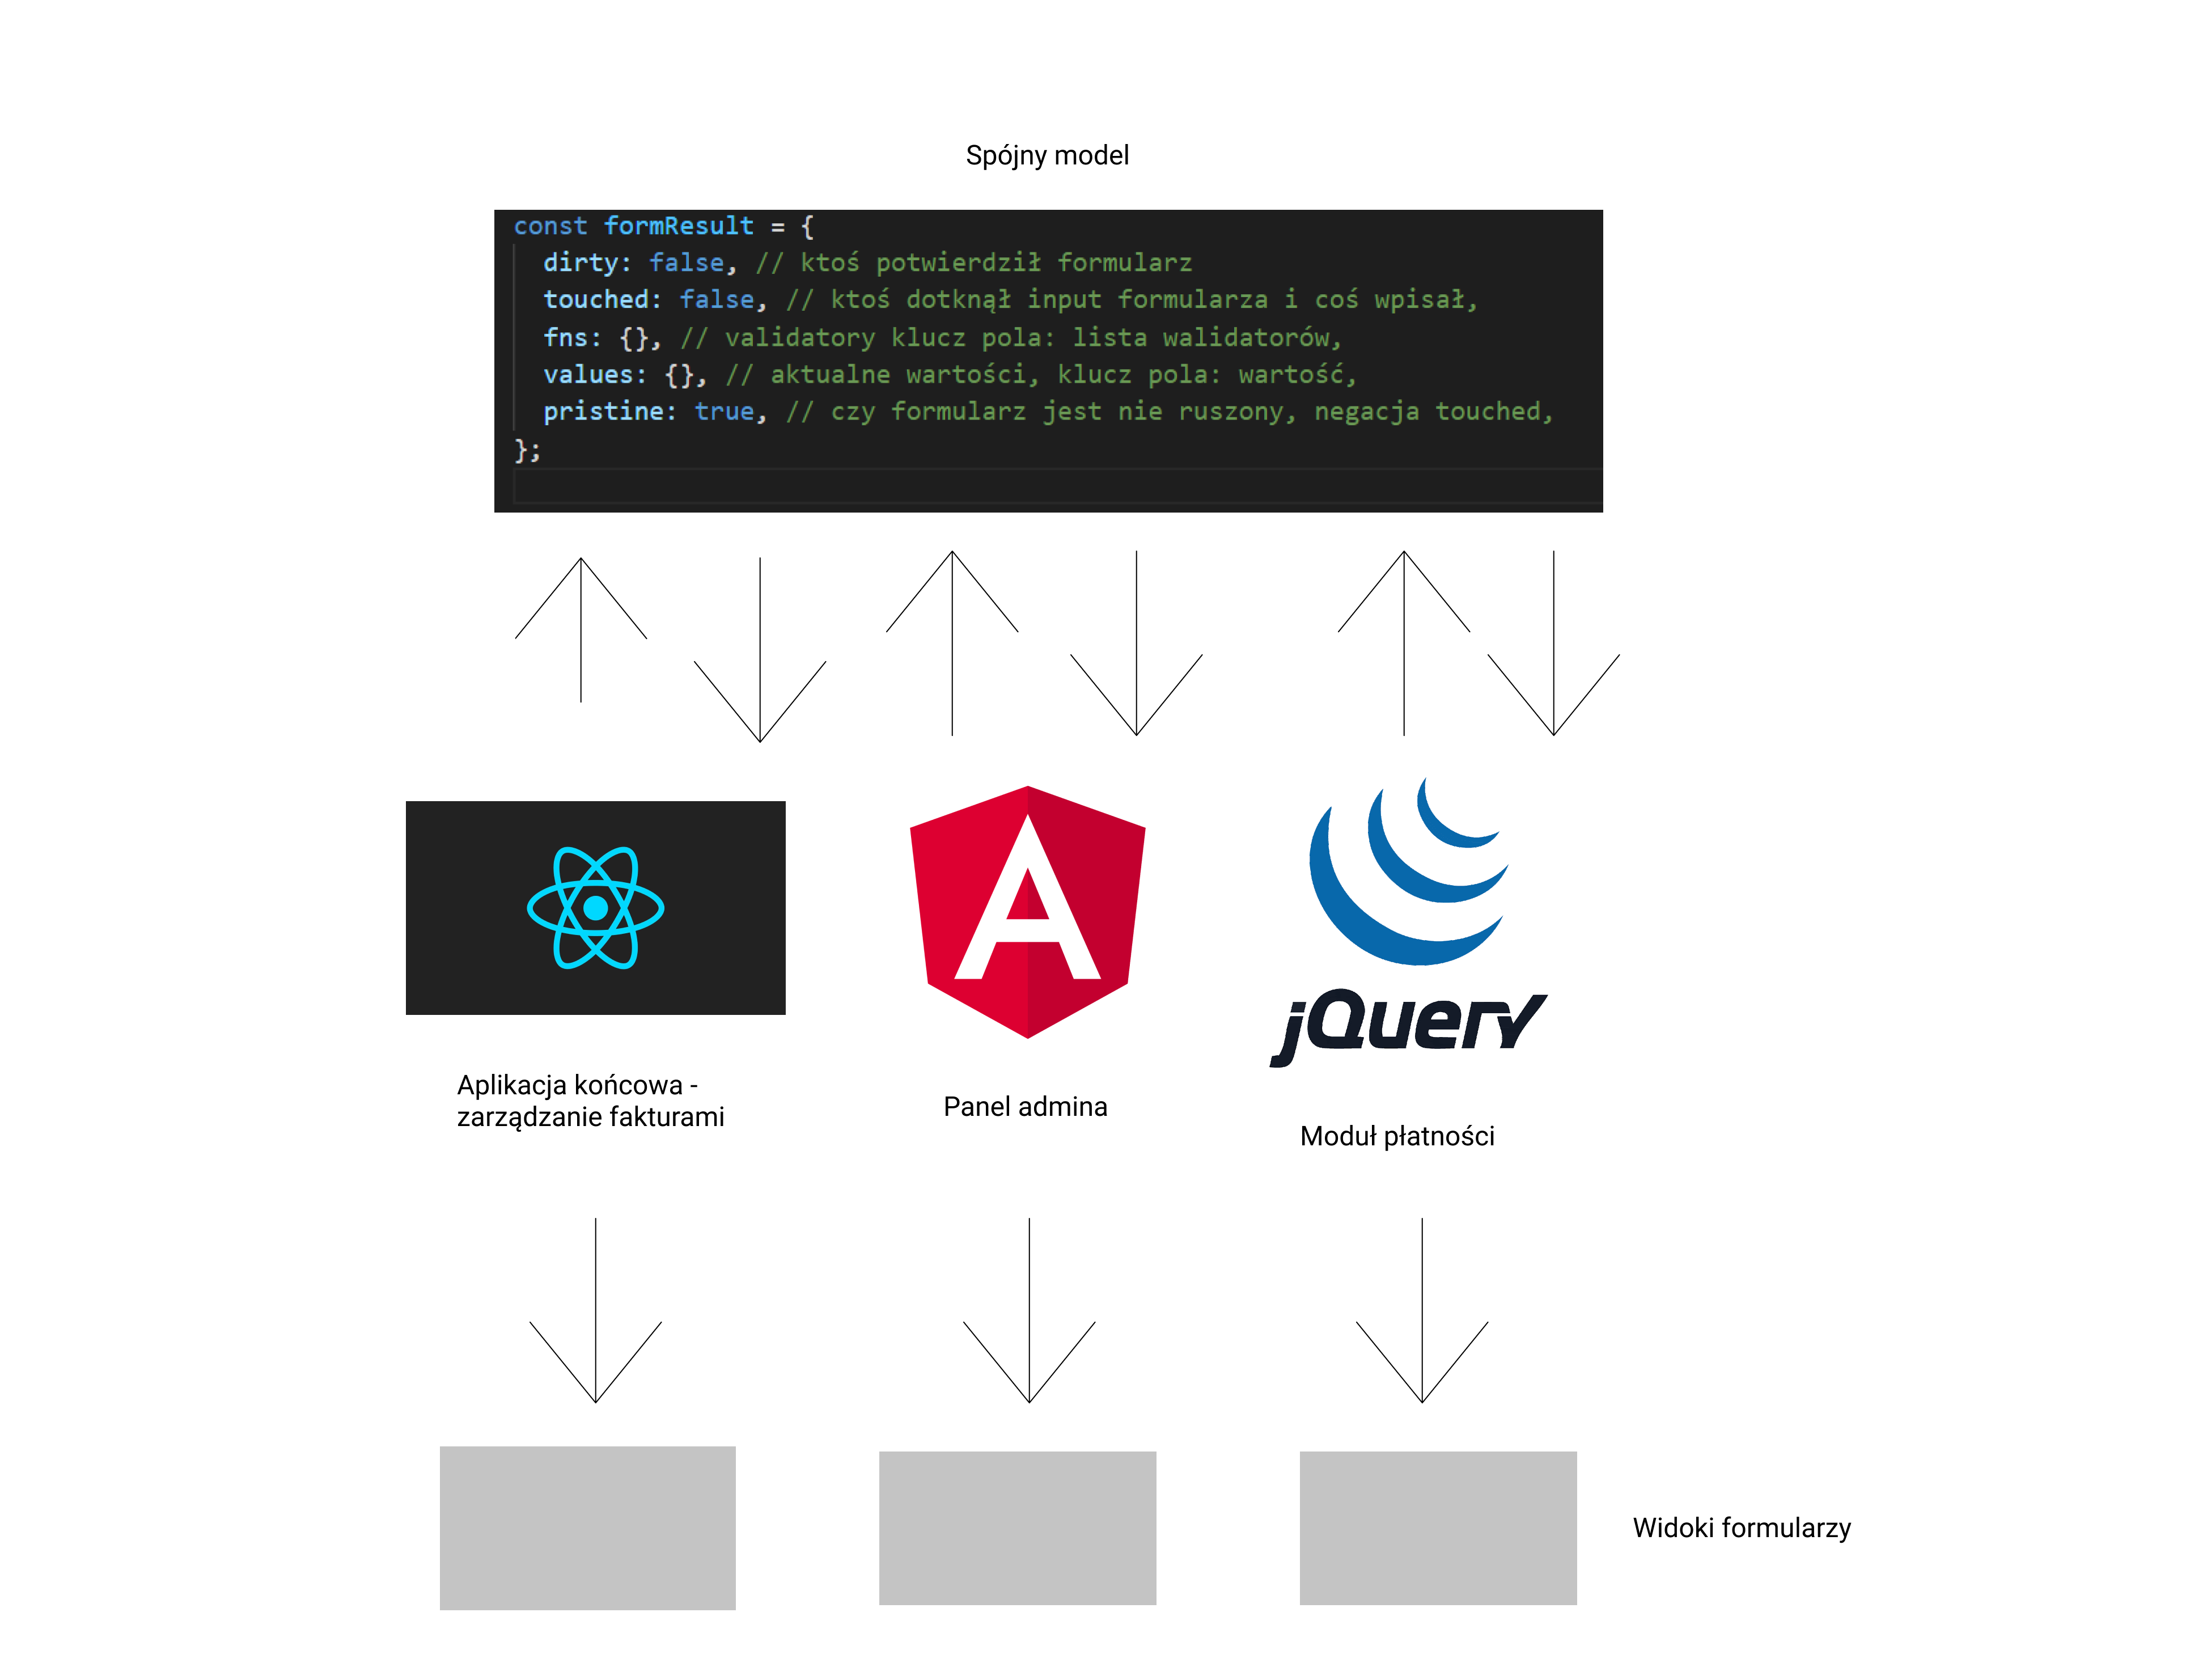 Spójny model
const formResult = {
dirty: false, // ktoś potwierdził formularz
touched: false, // ktoś dotknął input formularza i coś wpisał,
fns: {}, // validatory klucz pola: lista walidatorów,
values: {}, // aktualne wartości, klucz pola: wartość,
pristine: true, // czy formularz jest nie ruszony, negacja touched,
};
jQuery
Aplikacja końcowa -
zarządzanie fakturami
Panel admina
Moduł płatności
Widoki formularzy